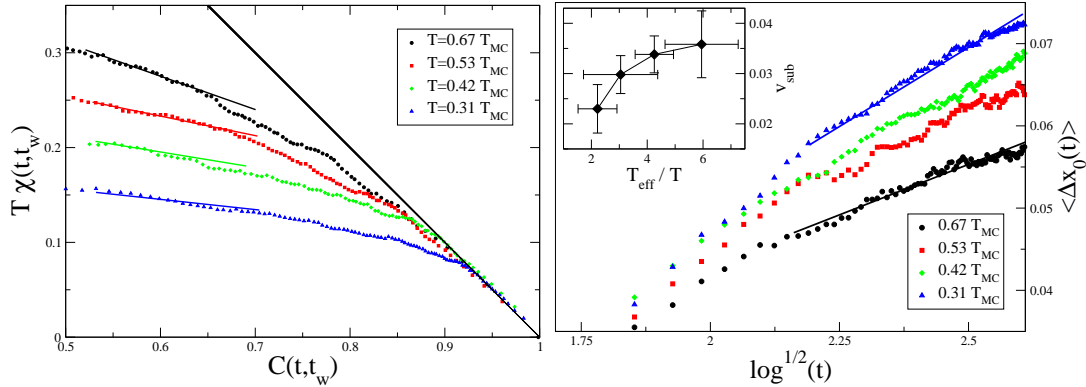 0.3
0.2
0.1
0
0.5
0.6
0.7
0.8
0.9
1
T χ(t,t_w)
C(t,t_w)
T=0.67 T_MC
T=0.53 T_MC
T=0.42 T_MC
T=0.31 T_MC
2
4
6
T_eff / T
0.04
0.03
0.02
v_sub
1.75
2
2.25
2.5
log^1/2(t)
0.07
0.06
0.05
0.04
<Δx_0(t)>
0.67 T_MC
0.53 T_MC
0.42 T_MC
0.31 T_MC